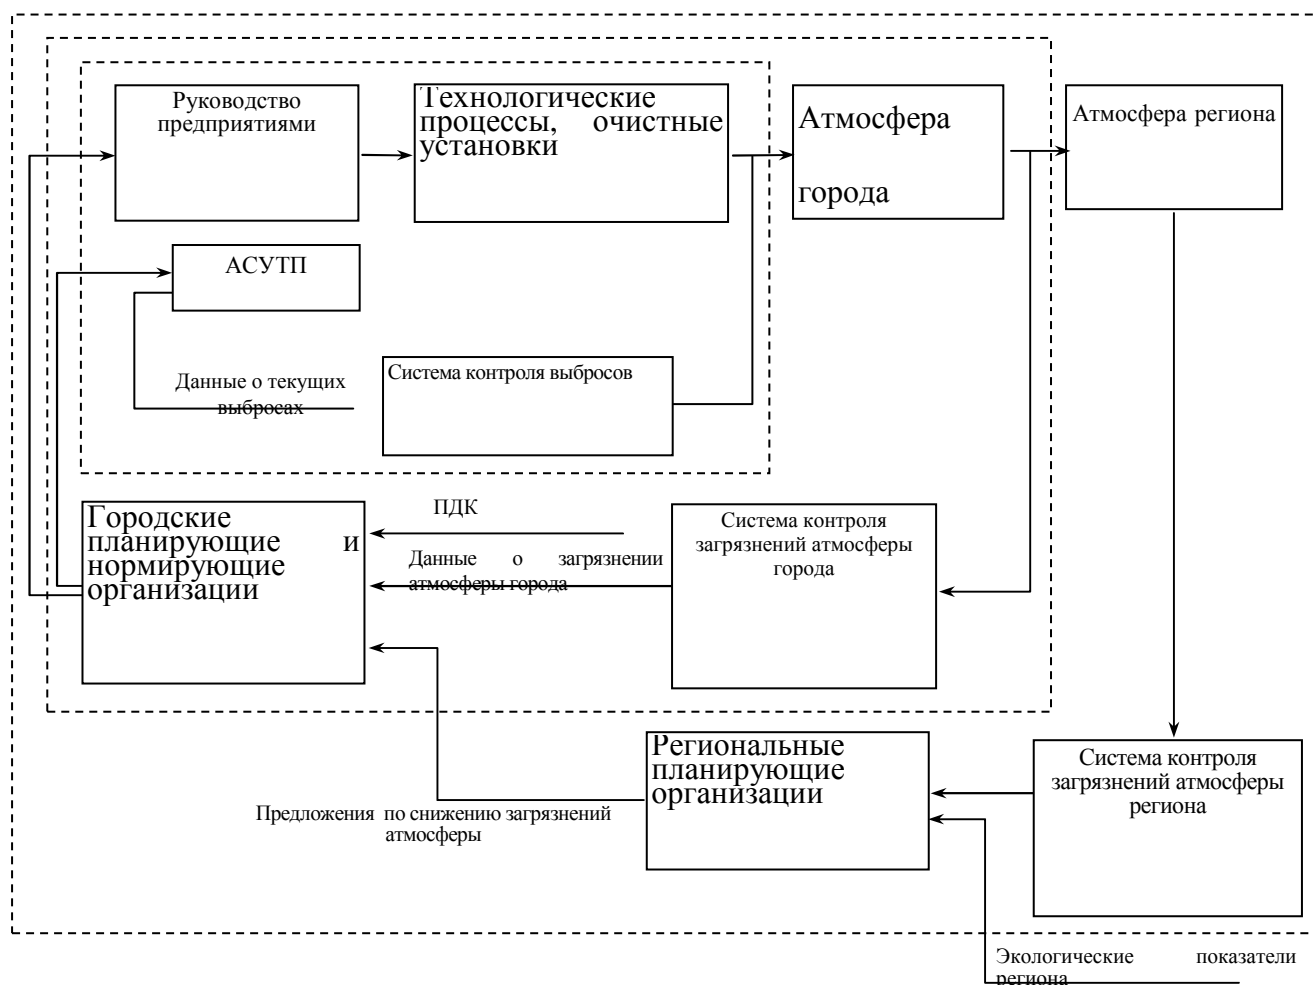 Руководство
предприятиями
Технологические
процессы, очистные
установки
Атмосфера
города
Атмосфера региона
АСУТП
Данные о текущих
выбросах
Система контроля выбросов
Городские
планирующие и
нормирующие
организации
ПДК
Данные о загрязнении
атмосферы города
Система контроля
загрязнений атмосферы
города
Региональные
планирующие
организации
Система контроля
загрязнений атмосферы
региона
Предложения по снижению загрязнений
атмосферы
Экологические показатели
региона